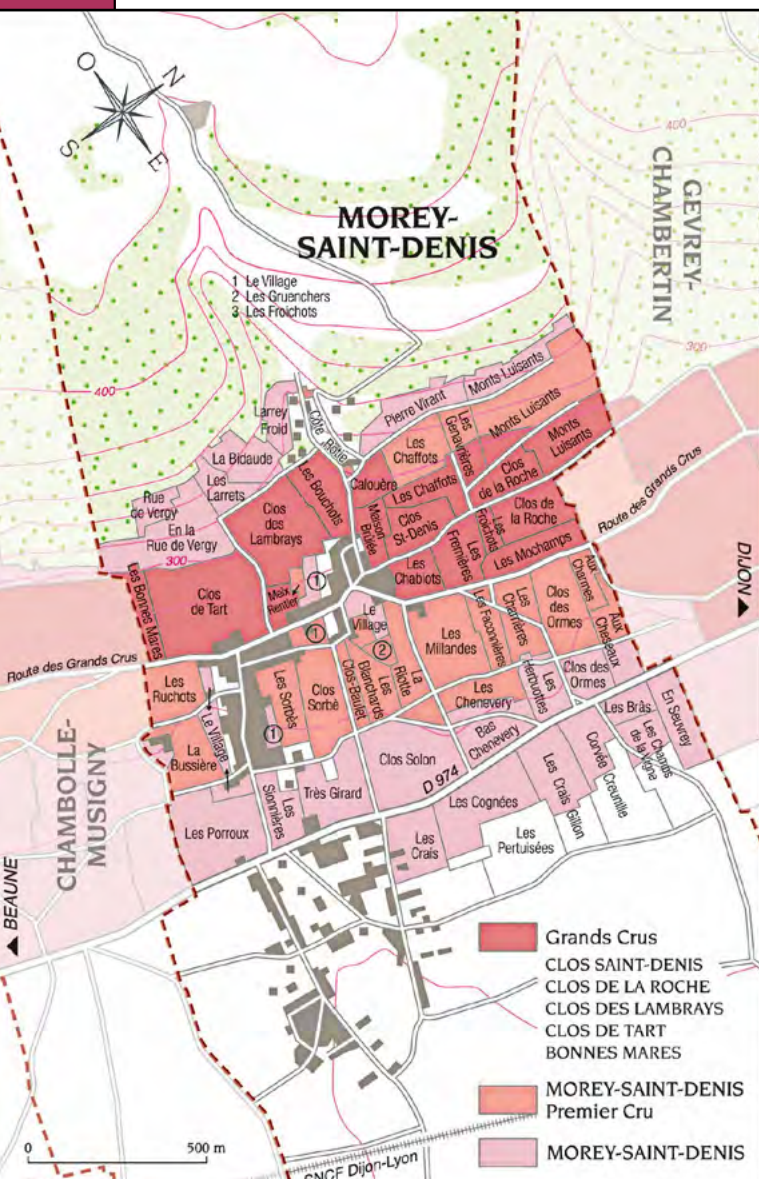 O
N
S
E
400
GEVREY-
CHAMBERTIN
MOREY-
SAINT-DENIS
1 Le Village
2 Les Gruenchers
3 Les Froichots
300
400
Larrey
Froid
Côte Rôtie
Pierre Virant
Monts Luisants
Les
Genavrières
Monts Luisants
Les
Chaffots
Monts
Luisants
La Bidaude
Les
Larrets
Les Bouchots
Calouère
Les Chaffots
Clos
de la Roche
Rue
de Vergy
En la
Rue de Vergy
Clos
des
Lambrays
Maison
Brûlée
Clos
St-Denis
Les
Froichots
Clos de
la Roche
Route des Grands Crus
300
Les
Fremières
Les Mochamps
Les Bonnes Mares
Clos
de Tart
Meix
Rentier
1
Les
Chabiots
Aux
Charmes
DIJON
Le
Village
1
2
Les
Millandes
Les Faconnières
Les
Charrières
Clos
des
Ormes
Aux
Cheseaux
Route des Grands Crus
Les
Ruchots
Les Sorbès
Clos
Sorbè
Clos-Baulet
Les
Blanchards
La
Riotte
Les
Chenevery
Les
Herbuottes
Clos des
Ormes
Le Village
1
La
Bussière
Bas
Chenevery
Les Brâs
En Seuvrey
Les Champs
de la Vigne
CHAMBOLLE-
MUSIGNY
Clos Solon
D 974
Très Girard
Les
Sionnières
Les Porroux
Les Cognées
Les Crais
Gillon
Corvée
Creunille
Les
Crais
Les
Pertuisées
BEAUNE
Grands Crus
CLOS SAINT-DENIS
CLOS DE LA ROCHE
CLOS DES LAMBRAYS
CLOS DE TART
BONNES MARES
MOREY-SAINT-DENIS
Premier Cru
MOREY-SAINT-DENIS
0 500 m
SNCF Dijon-Lyon